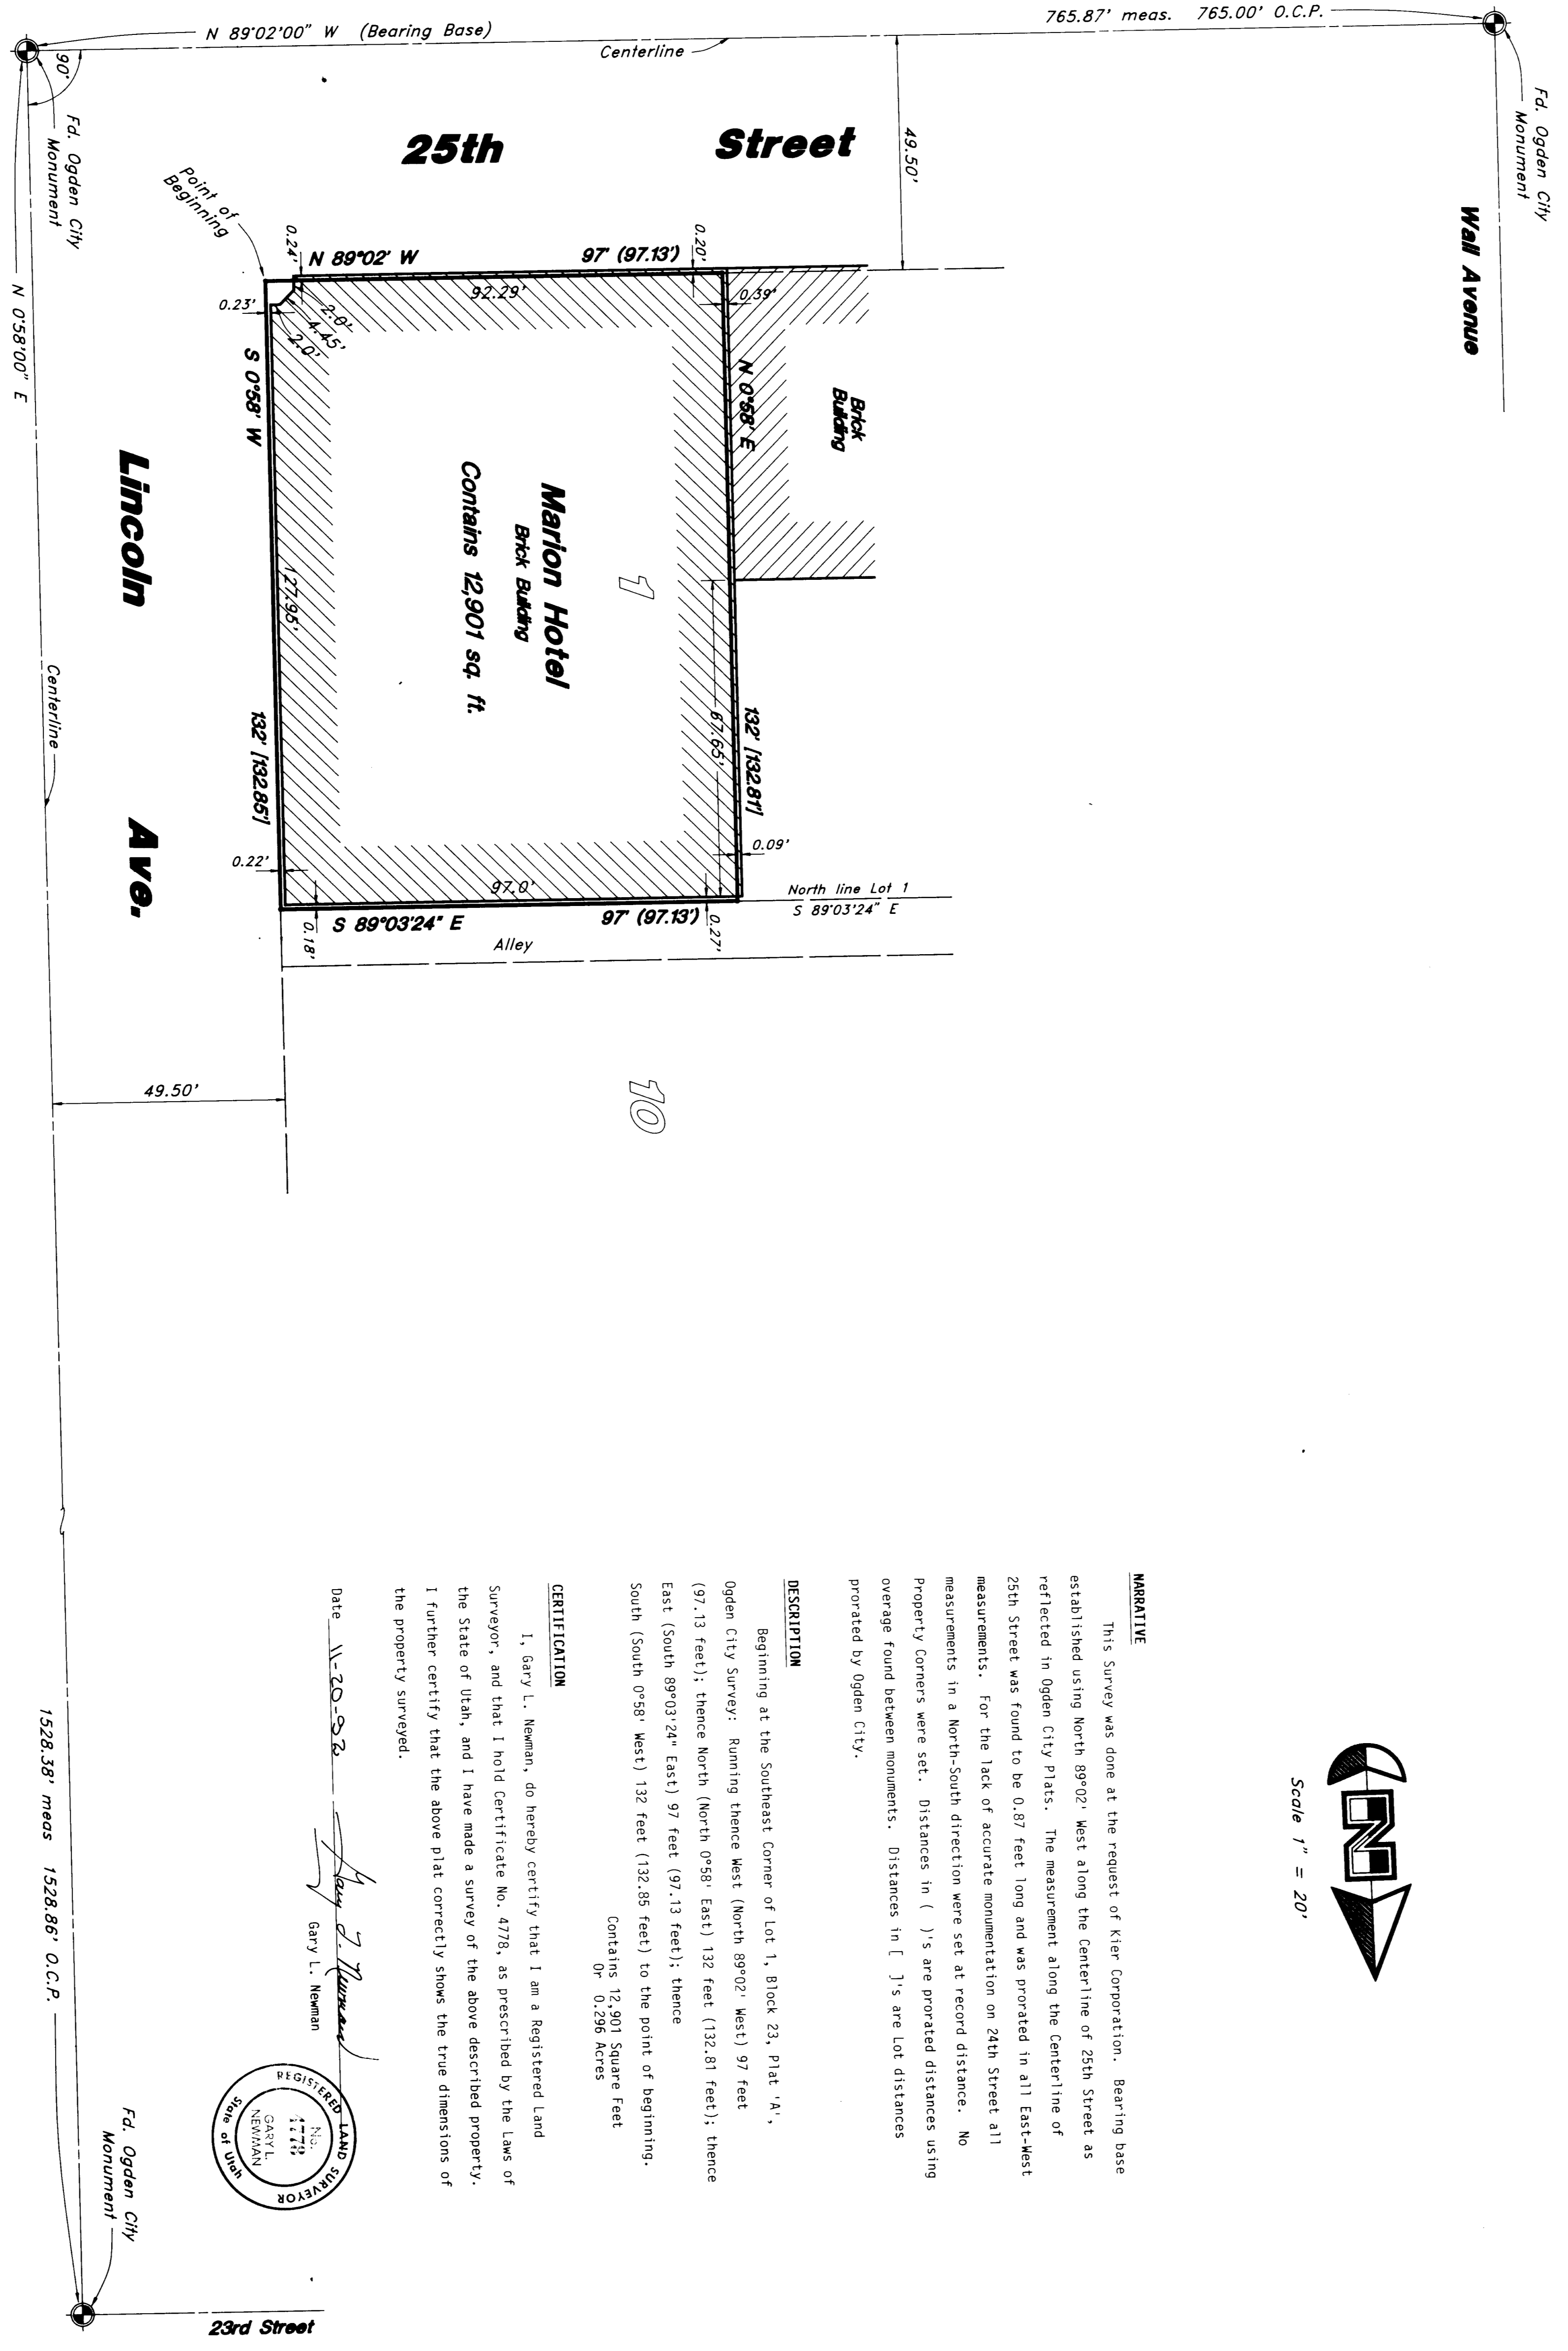 N 89°02'00" W (Bearing Base)
765.87' meas. 765.00' O.C.P.
Centerline
90°
Fd. Ogden City
Monument
Fd. Ogden City
Monument
25th Street
49.50'
Wall Avenue
Point of
Beginning
0.24'
N 89°02' W
97' (97.13')
0.20'
92.29'
0.39'
0.23'
2.0'
4.45'
2.0'
S 0°58' W
N 0°58' E
Brick
Building
N 0°58'00" E
Lincoln Ave.
Marion Hotel
Brick Building
Contains 12,901 sq. ft.
1
127.95'
67.65'
132' [132.85']
132' [132.81']
Centerline
0.22'
0.09'
97.0'
North line Lot 1
S 89°03'24" E
S 89°03'24" E
97' (97.13')
0.18'
0.27'
Alley
49.50'
10
N
Scale 1" = 20'
NARRATIVE
This Survey was done at the request of Kier Corporation. Bearing base
established using North 89°02' West along the Centerline of 25th Street as
reflected in Ogden City Plats. The measurement along the Centerline of
25th Street was found to be 0.87 feet long and was prorated in all East-West
measurements. For the lack of accurate monumentation on 24th Street all
measurements in a North-South direction were set at record distance. No
Property Corners were set. Distances in ( )'s are prorated distances using
overage found between monuments. Distances in [ ]'s are Lot distances
prorated by Ogden City.
DESCRIPTION
Beginning at the Southeast Corner of Lot 1, Block 23, Plat 'A',
Ogden City Survey: Running thence West (North 89°02' West) 97 feet
(97.13 feet); thence North (North 0°58' East) 132 feet (132.81 feet); thence
East (South 89°03'24" East) 97 feet (97.13 feet); thence
South (South 0°58' West) 132 feet (132.85 feet) to the point of beginning.
Contains 12,901 Square Feet
Or 0.296 Acres
CERTIFICATION
I, Gary L. Newman, do hereby certify that I am a Registered Land
Surveyor, and that I hold Certificate No. 4778, as prescribed by the Laws of
the State of Utah, and I have made a survey of the above described property.
I further certify that the above plat correctly shows the true dimensions of
the property surveyed.
Date 11-20-92 Gary L. Newman
Gary L. Newman
REGISTERED LAND SURVEYOR
No.
4778
GARY L.
NEWMAN
State of Utah
1528.38' meas 1528.86' O.C.P.
Fd. Ogden City
Monument
23rd Street